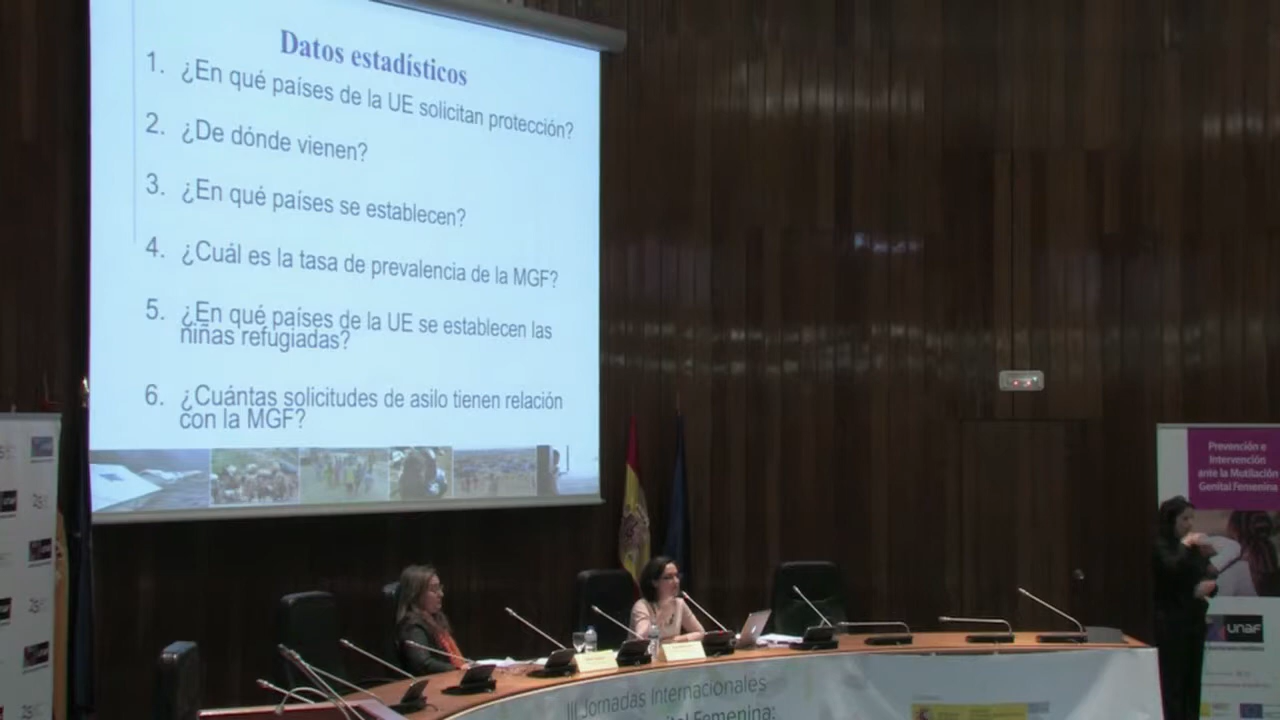 Datos estadísticos
1. ¿En qué países de la UE solicitan protección?
2. ¿De dónde vienen?
3. ¿En qué países se establecen?
4. ¿Cuál es la tasa de prevalencia de la MGF?
5. ¿En qué países de la UE se establecen las
niñas refugiadas?
6. ¿Cuántas solicitudes de asilo tienen relación
con la MGF?
Prevención e
Intervención
ante la Mutilación
Genital Femenina
unaf
III Jornadas Internacionales
Genital Femenina: